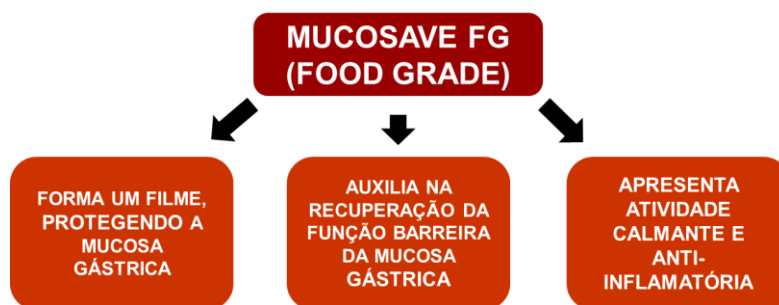 MUCOSAVE FG
(FOOD GRADE)
FORMA UM FILME,
PROTEGENDO A
MUCOSA
GÁSTRICA
AUXILIA NA
RECUPERAÇÃO DA
FUNÇÃO BARREIRA
DA MUCOSA
GÁSTRICA
APRESENTA
ATIVIDADE
CALMANTE E
ANTI-
INFLAMATÓRIA